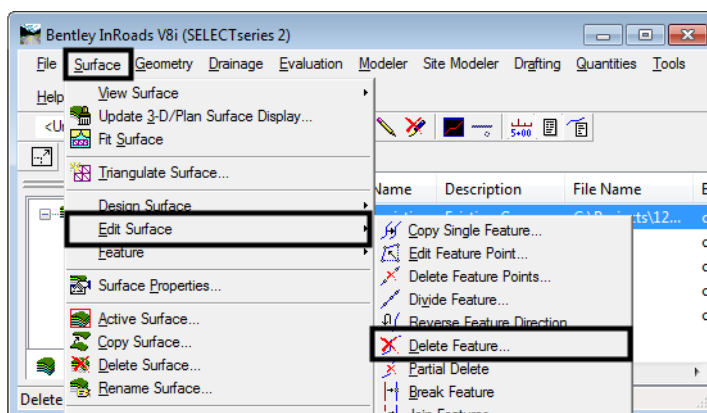 Bentley InRoads V8i (SELECTseries 2)
File Surface Geometry Drainage Evaluation Modeler Site Modeler Drafting Quantities Tools
Help
View Surface
Update 3-D/Plan Surface Display...
Fit Surface
5+00
Triangulate Surface...
Name Description File Name
Design Surface
Edit Surface
Feature
Surface Properties...
Active Surface...
Copy Surface...
Delete Surface...
Rename Surface...
Copy Single Feature...
Edit Feature Point...
Delete Feature Points...
Divide Feature...
Reverse Feature Direction
Delete Feature...
Partial Delete
Break Feature
Join Features
Delete